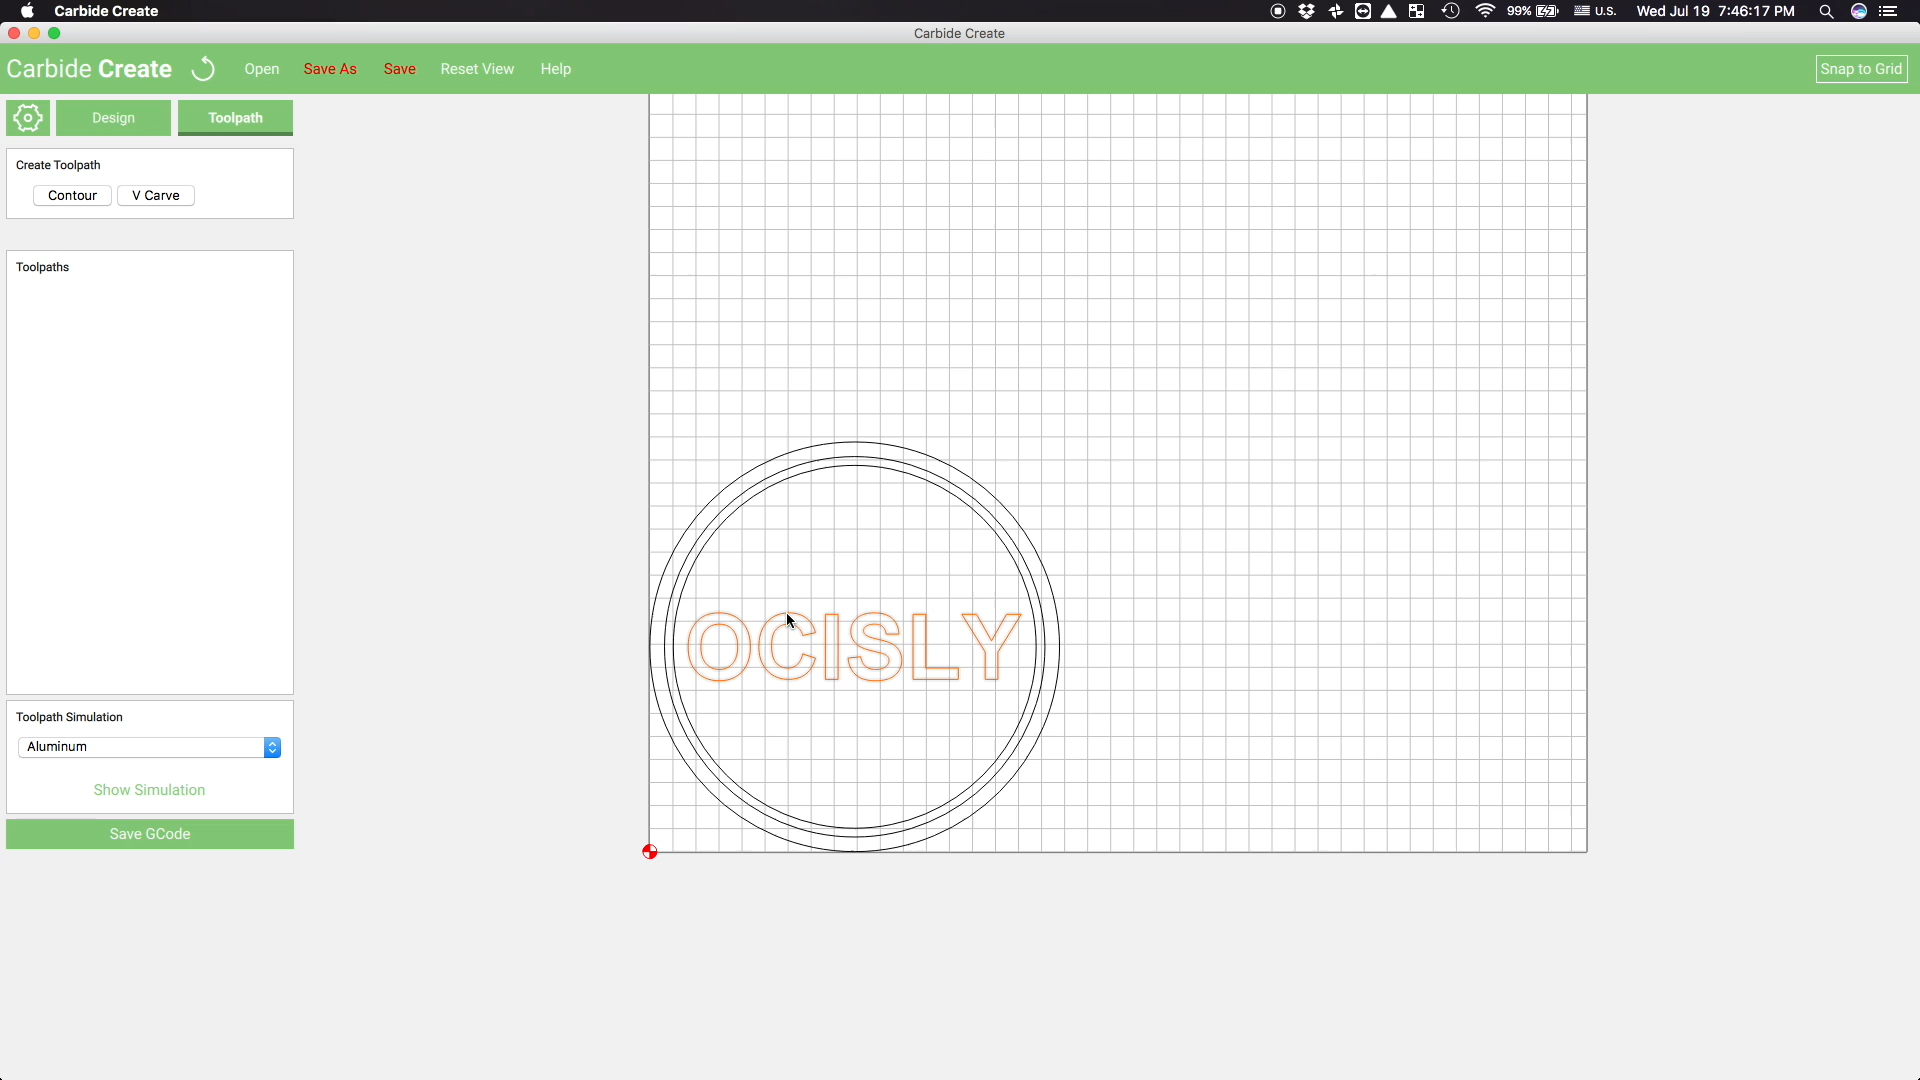 Carbide Create
99% U.S. Wed Jul 19 7:46:17 PM
Carbide Create
Carbide Create Open Save As Save Reset View Help Snap to Grid
Design Toolpath
Create Toolpath
Contour V Carve
Toolpaths
OCISLY
Toolpath Simulation
Aluminum
Show Simulation
Save GCode